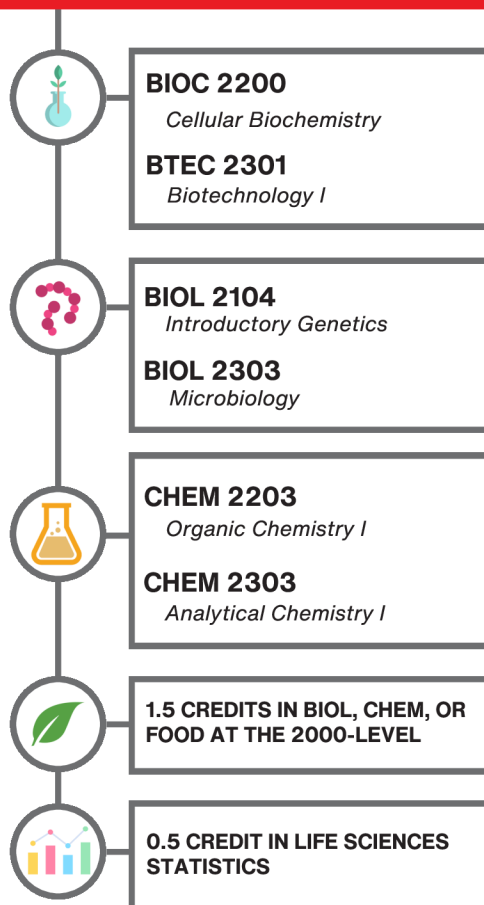 BIOC 2200
Cellular Biochemistry
BTEC 2301
Biotechnology I
BIOL 2104
Introductory Genetics
BIOL 2303
Microbiology
CHEM 2203
Organic Chemistry I
CHEM 2303
Analytical Chemistry I
1.5 CREDITS IN BIOL, CHEM, OR
FOOD AT THE 2000-LEVEL
0.5 CREDIT IN LIFE SCIENCES
STATISTICS